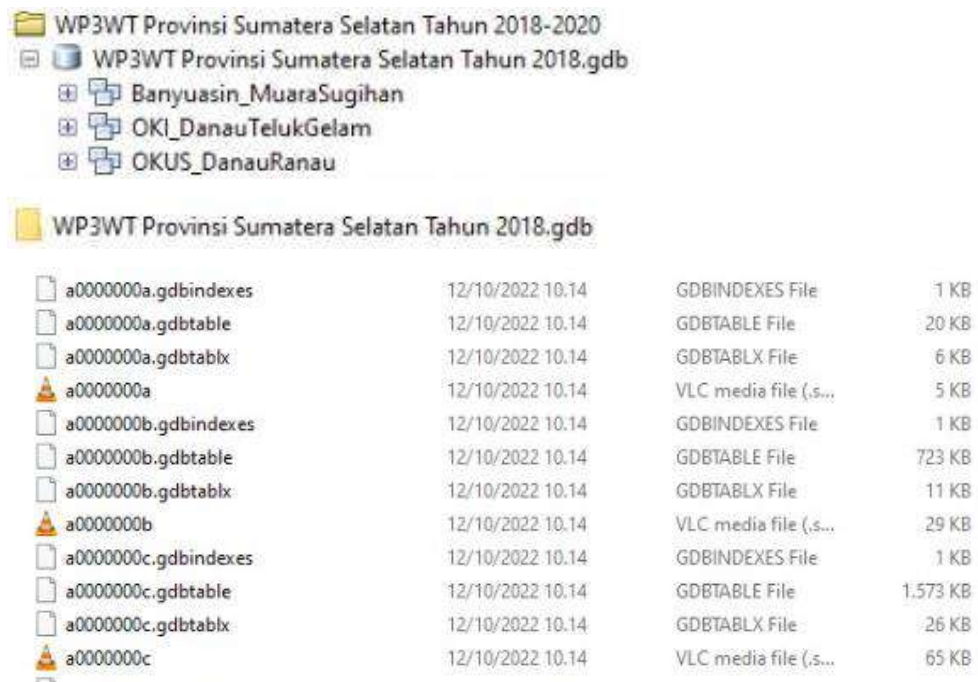 WP3WT Provinsi Sumatera Selatan Tahun 2018-2020
WP3WT Provinsi Sumatera Selatan Tahun 2018.gdb
Banyuasin_MuaraSugihan
OKI_DanauTelukGelam
OKUS_DanauRanau
WP3WT Provinsi Sumatera Selatan Tahun 2018.gdb
a0000000a.gdbindexes 12/10/2022 10.14 GDBINDEXES File 1 KB
a0000000a.gdbtable 12/10/2022 10.14 GDBTABLE File 20 KB
a0000000a.gdbtablx 12/10/2022 10.14 GDBTABLX File 6 KB
a0000000a 12/10/2022 10.14 VLC media file (.s... 5 KB
a0000000b.gdbindexes 12/10/2022 10.14 GDBINDEXES File 1 KB
a0000000b.gdbtable 12/10/2022 10.14 GDBTABLE File 723 KB
a0000000b.gdbtablx 12/10/2022 10.14 GDBTABLX File 11 KB
a0000000b 12/10/2022 10.14 VLC media file (.s... 29 KB
a0000000c.gdbindexes 12/10/2022 10.14 GDBINDEXES File 1 KB
a0000000c.gdbtable 12/10/2022 10.14 GDBTABLE File 1.573 KB
a0000000c.gdbtablx 12/10/2022 10.14 GDBTABLX File 26 KB
a0000000c 12/10/2022 10.14 VLC media file (.s... 65 KB